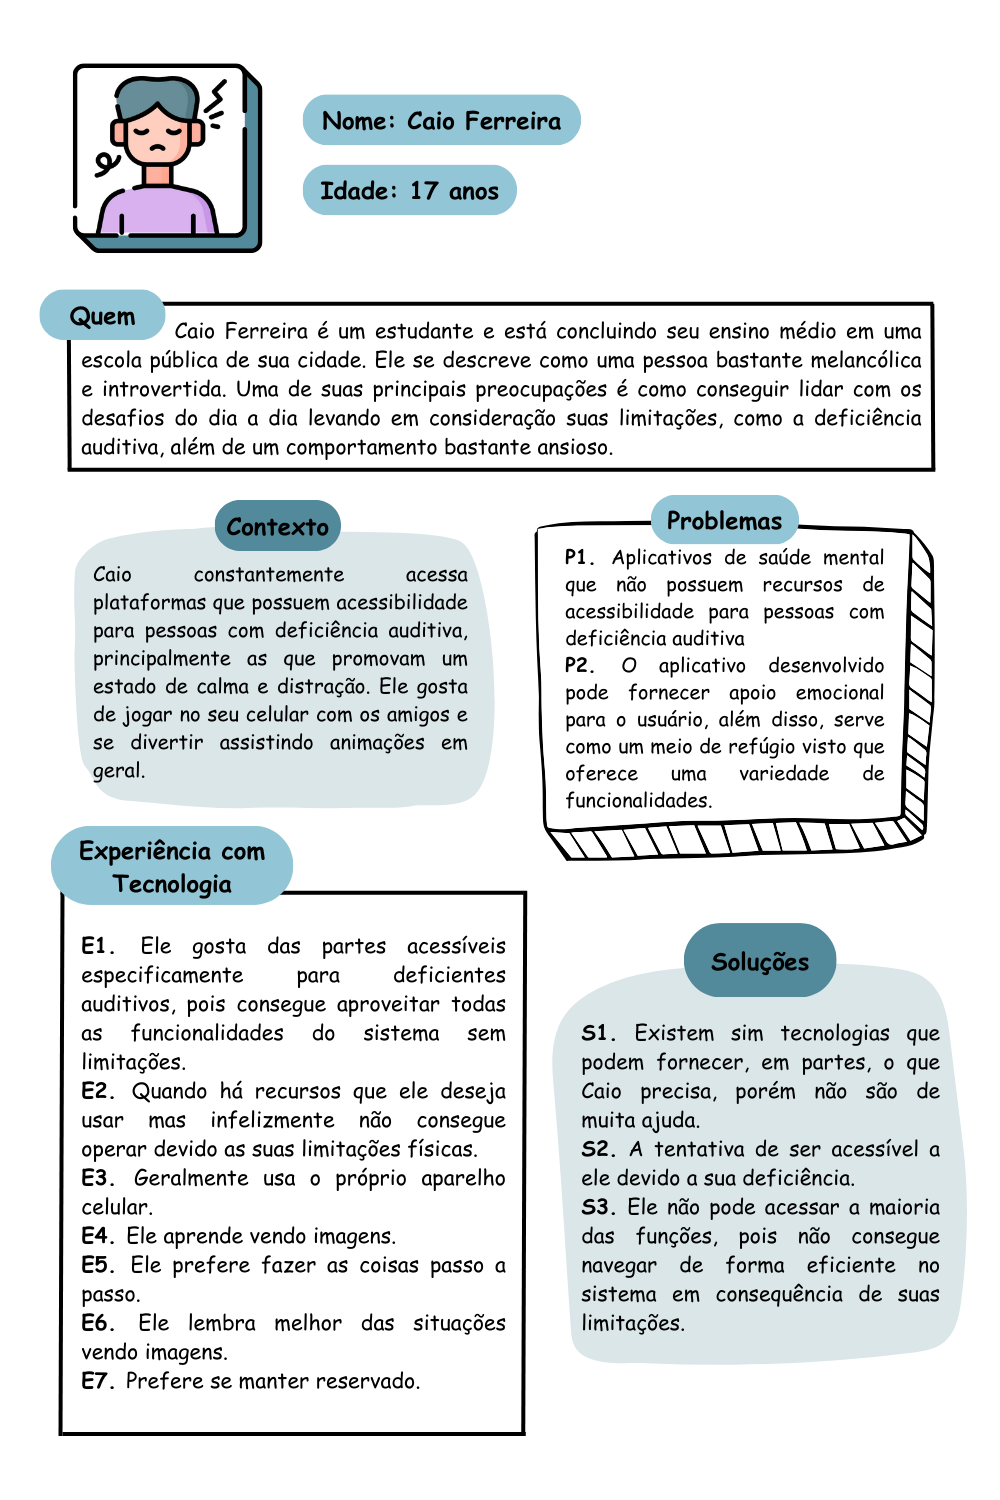 Nome: Caio Ferreira
Idade: 17 anos
Quem
Caio Ferreira é um estudante e está concluindo seu ensino médio em uma
escola pública de sua cidade. Ele se descreve como uma pessoa bastante melancólica
e introvertida. Uma de suas principais preocupações é como conseguir lidar com os
desafios do dia a dia levando em consideração suas limitações, como a deficiência
auditiva, além de um comportamento bastante ansioso.
Contexto
Caio constantemente acessa
plataformas que possuem acessibilidade
para pessoas com deficiência auditiva,
principalmente as que promovam um
estado de calma e distração. Ele gosta
de jogar no seu celular com os amigos e
se divertir assistindo animações em
geral.
Problemas
P1. Aplicativos de saúde mental
que não possuem recursos de
acessibilidade para pessoas com
deficiência auditiva
P2. O aplicativo desenvolvido
pode fornecer apoio emocional
para o usuário, além disso, serve
como um meio de refúgio visto que
oferece uma variedade de
funcionalidades.
Experiência com
Tecnologia
E1. Ele gosta das partes acessíveis
especificamente para deficientes
auditivos, pois consegue aproveitar todas
as funcionalidades do sistema sem
limitações.
E2. Quando há recursos que ele deseja
usar mas infelizmente não consegue
operar devido as suas limitações físicas.
E3. Geralmente usa o próprio aparelho
celular.
E4. Ele aprende vendo imagens.
E5. Ele prefere fazer as coisas passo a
passo.
E6. Ele lembra melhor das situações
vendo imagens.
E7. Prefere se manter reservado.
Soluções
S1. Existem sim tecnologias que
podem fornecer, em partes, o que
Caio precisa, porém não são de
muita ajuda.
S2. A tentativa de ser acessível a
ele devido a sua deficiência.
S3. Ele não pode acessar a maioria
das funções, pois não consegue
navegar de forma eficiente no
sistema em consequência de suas
limitações.